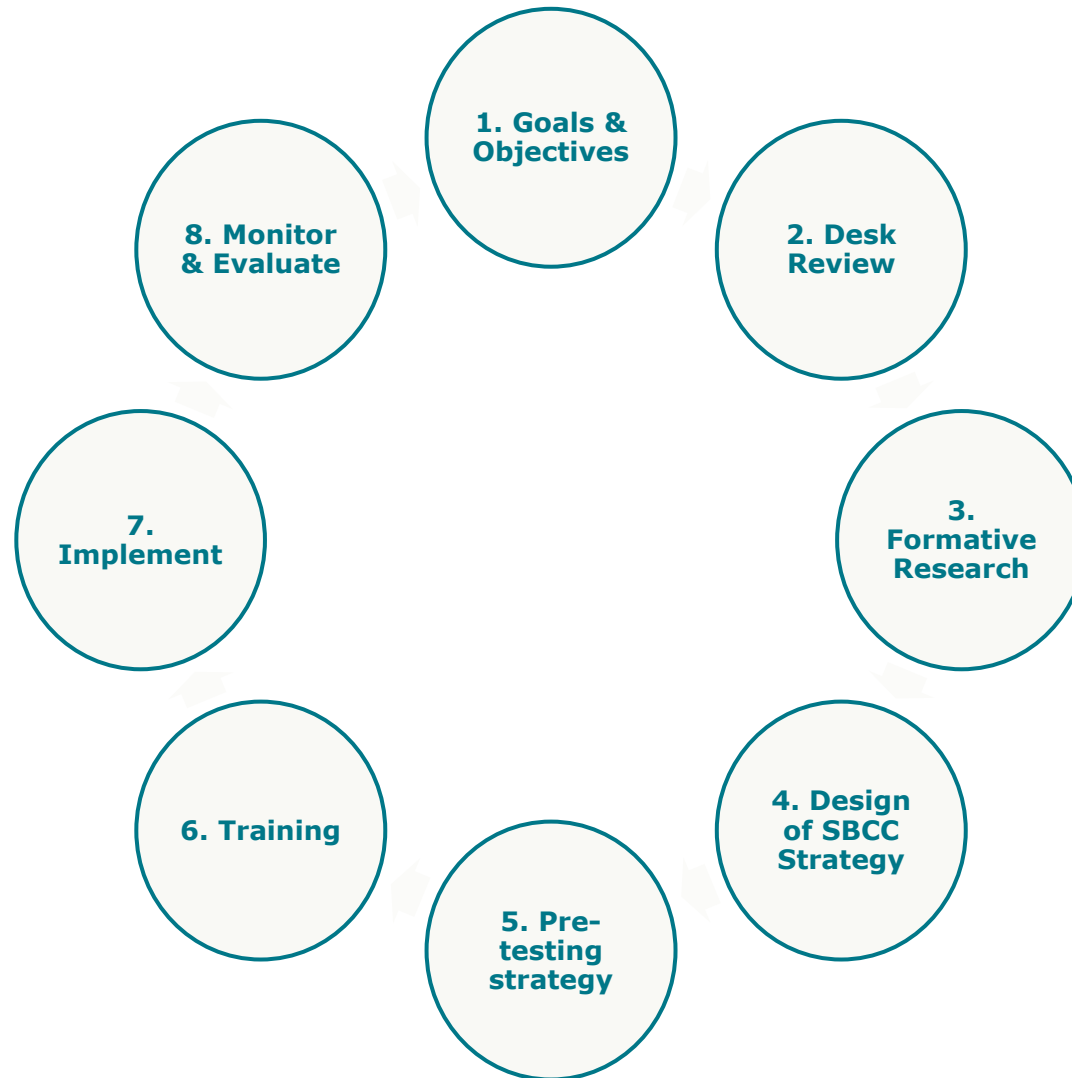 1. Goals &
Objectives
2. Desk
Review
3.
Formative
Research
4. Design
of SBCC
Strategy
5. Pre-
testing
strategy
6. Training
7.
Implement
8. Monitor
& Evaluate